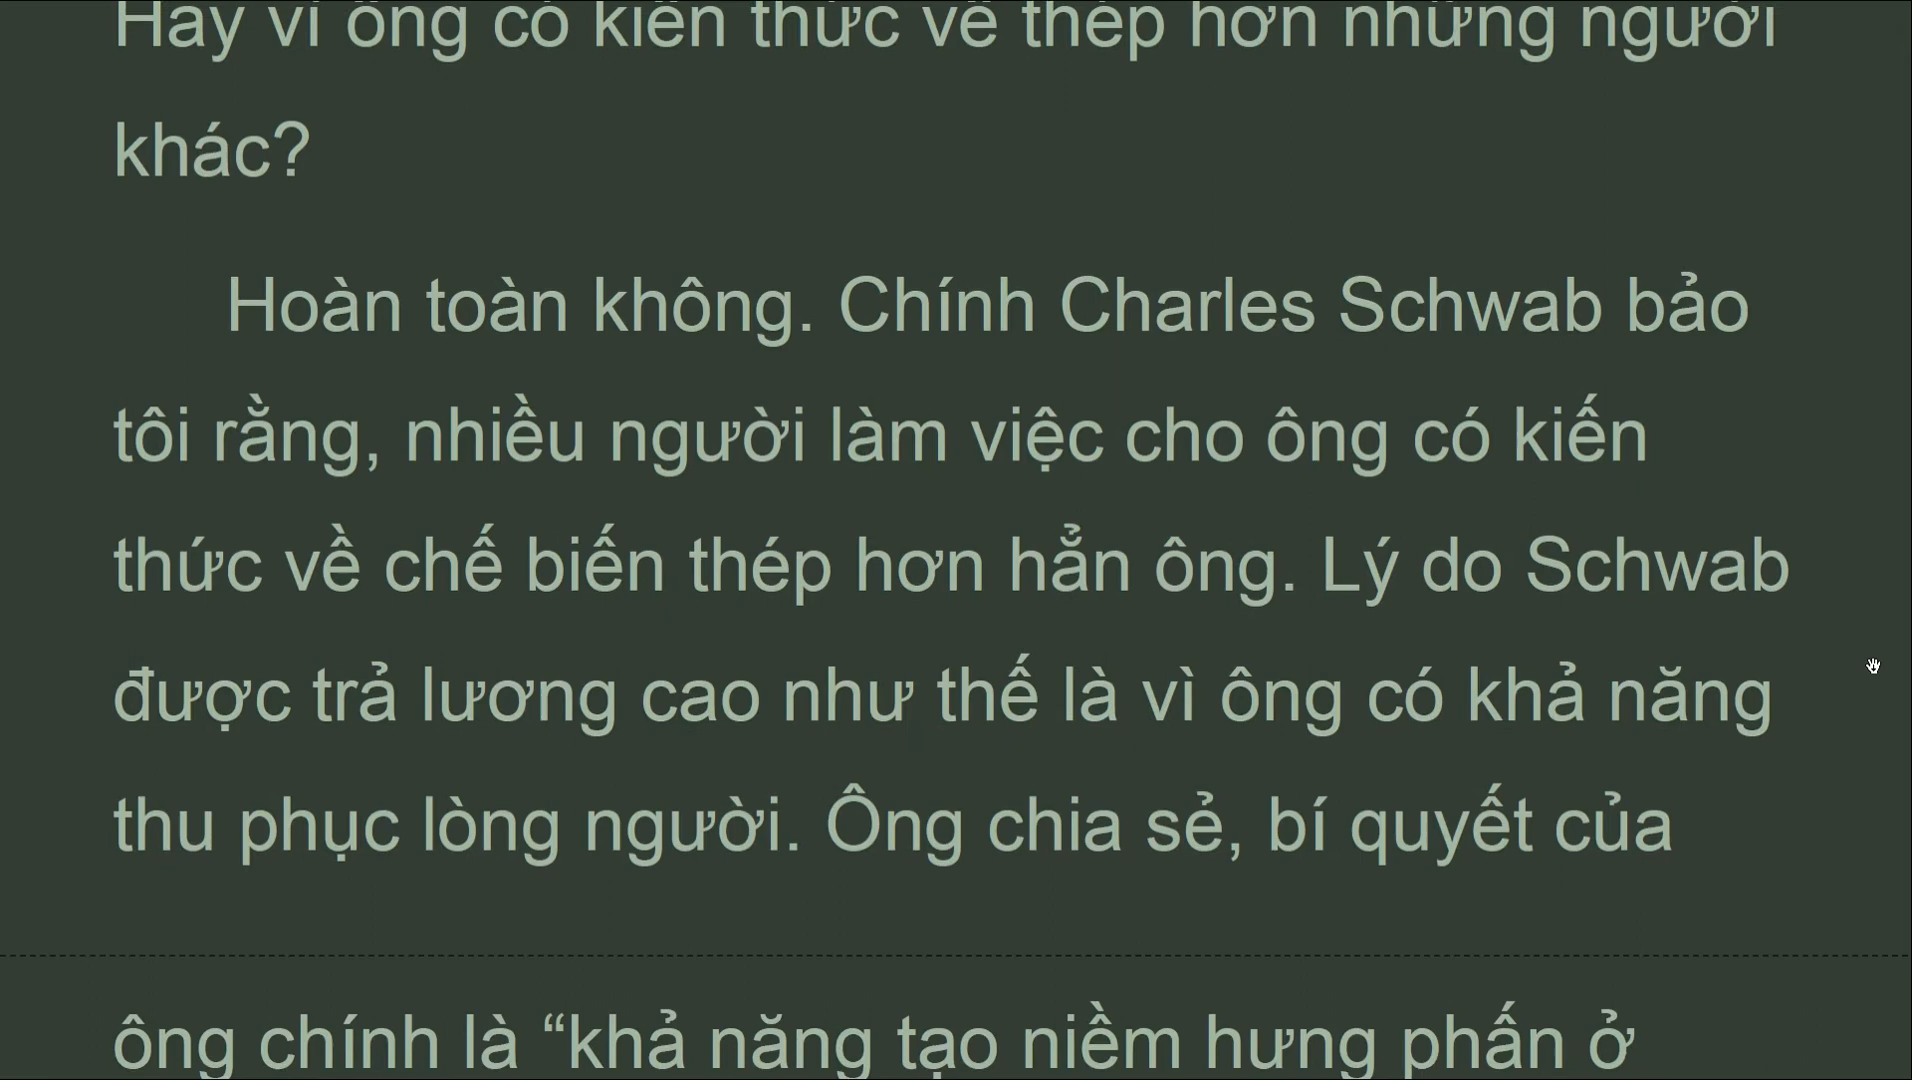 Hay vì ông có kiến thức về thép hơn những người
khác?
Hoàn toàn không. Chính Charles Schwab bảo
tôi rằng, nhiều người làm việc cho ông có kiến
thức về chế biến thép hơn hẳn ông. Lý do Schwab
được trả lương cao như thế là vì ông có khả năng
thu phục lòng người. Ông chia sẻ, bí quyết của
ông chính là “khả năng tạo niềm hưng phấn ở